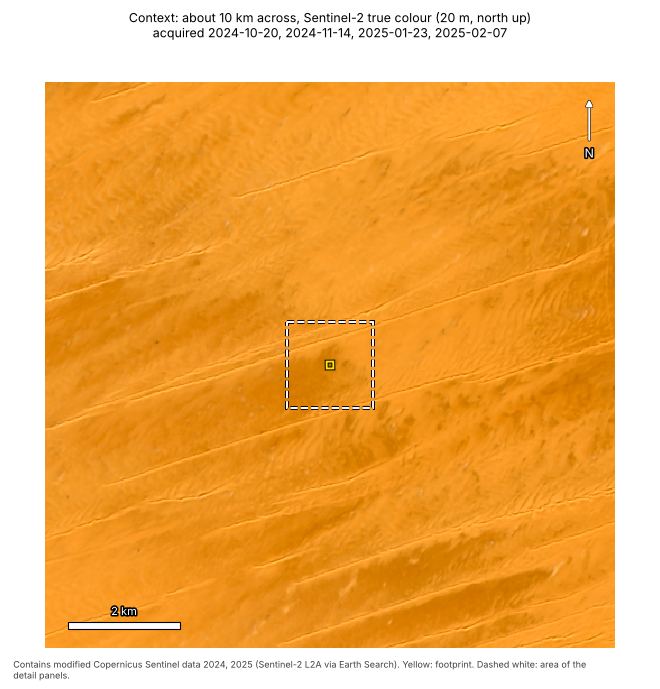 Context: about 10 km across, Sentinel-2 true colour (20 m, north up)
acquired 2024-10-20, 2024-11-14, 2025-01-23, 2025-02-07
N
2 km
Contains modified Copernicus Sentinel data 2024, 2025 (Sentinel-2 L2A via Earth Search). Yellow: footprint. Dashed white: area of the
detail panels.